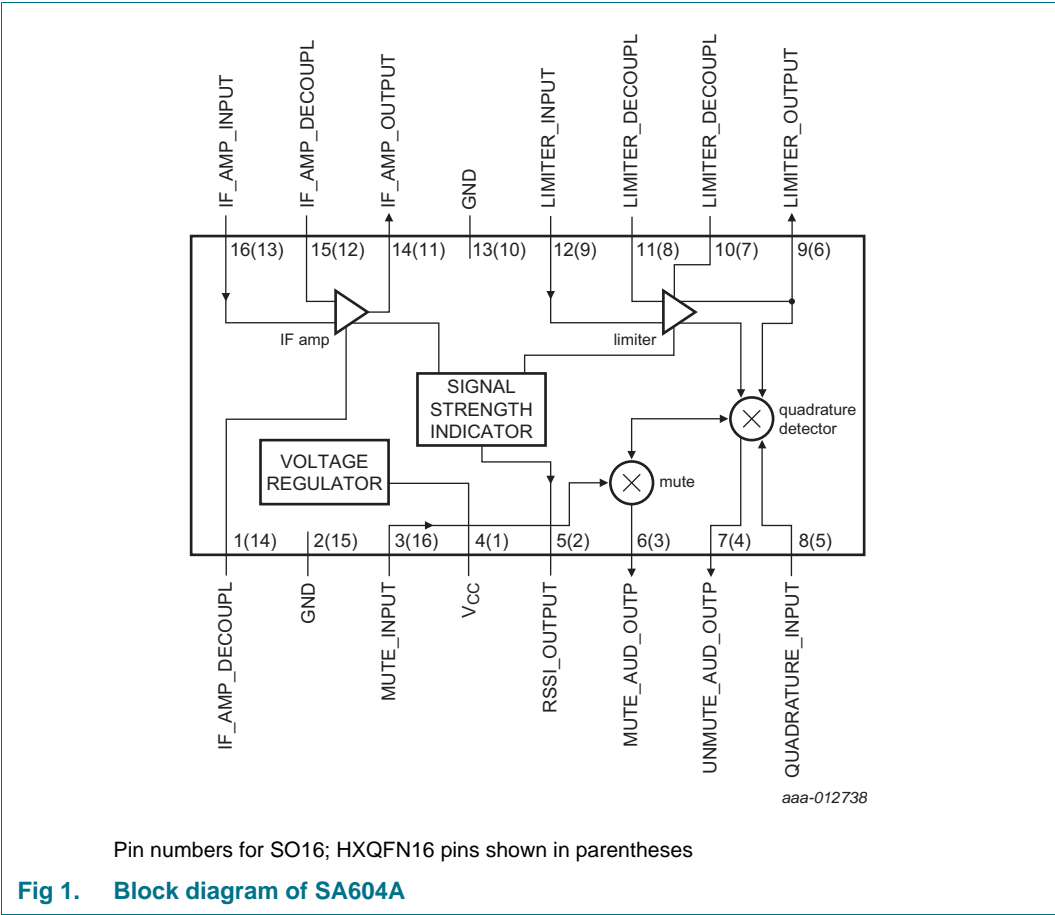 IF_AMP_INPUT
IF_AMP_DECOUPL
IF_AMP_OUTPUT
GND
LIMITER_INPUT
LIMITER_DECOUPL
LIMITER_DECOUPL
LIMITER_OUTPUT
16(13)
15(12)
14(11)
13(10)
12(9)
11(8)
10(7)
9(6)
IF amp
limiter
SIGNAL
STRENGTH
INDICATOR
quadrature
detector
VOLTAGE
REGULATOR
mute
1(14)
2(15)
3(16)
4(1)
5(2)
6(3)
7(4)
8(5)
IF_AMP_DECOUPL
GND
MUTE_INPUT
VCC
RSSI_OUTPUT
MUTE_AUD_OUTP
UNMUTE_AUD_OUTP
QUADRATURE_INPUT
aaa-012738
Pin numbers for SO16; HXQFN16 pins shown in parentheses
Fig 1. Block diagram of SA604A